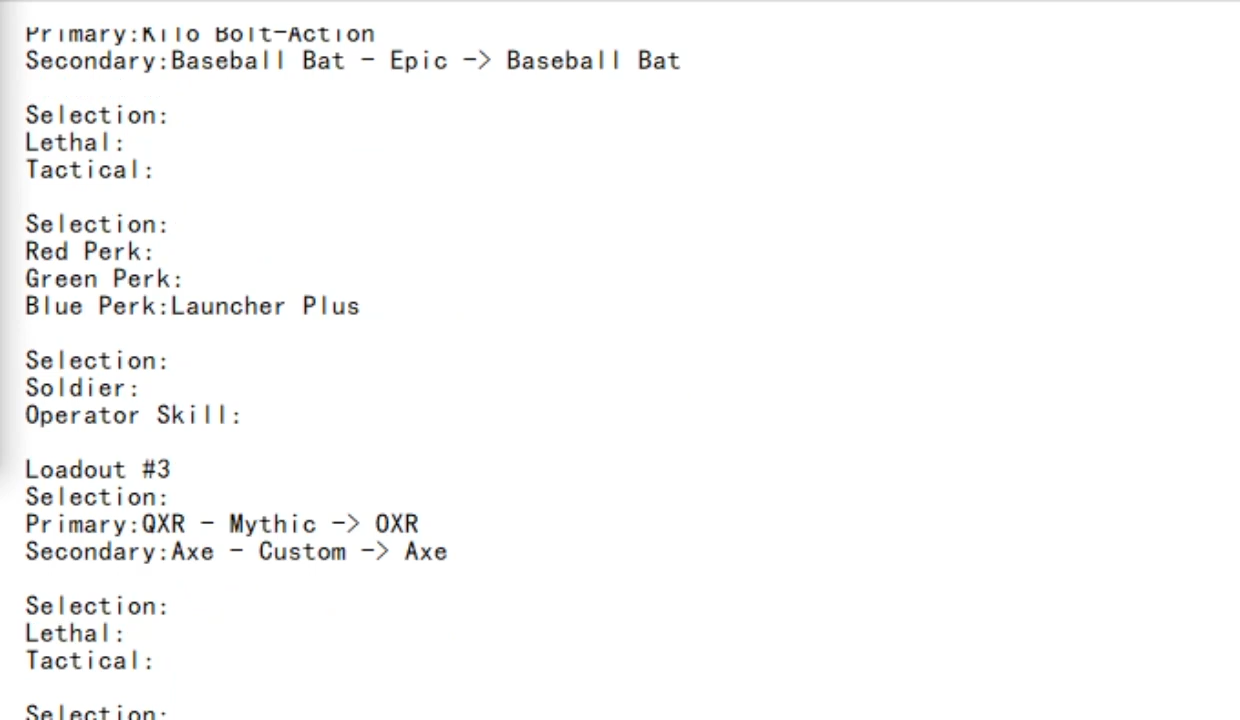 Primary:Kilo Bolt-Action
Secondary:Baseball Bat - Epic -> Baseball Bat
Selection:
Lethal:
Tactical:
Selection:
Red Perk:
Green Perk:
Blue Perk:Launcher Plus
Selection:
Soldier:
Operator Skill:
Loadout #3
Selection:
Primary:QXR - Mythic -> OXR
Secondary:Axe - Custom -> Axe
Selection:
Lethal:
Tactical:
Selection: